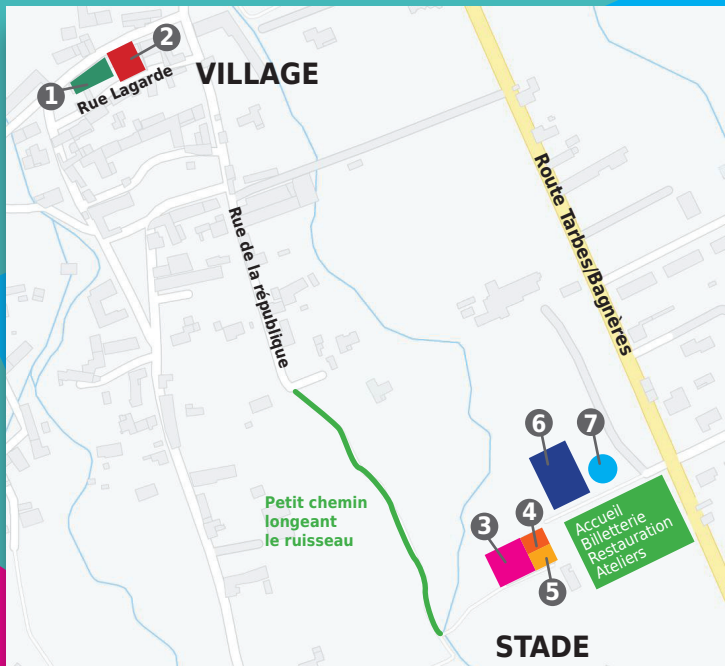 2
VILLAGE
1
Rue Lagarde
Route Tarbes/Bagnères
Rue de la république
6
7
Petit chemin
longeant
le ruisseau
3
4
5
Accueil
Billetterie
Restauration
Ateliers
STADE